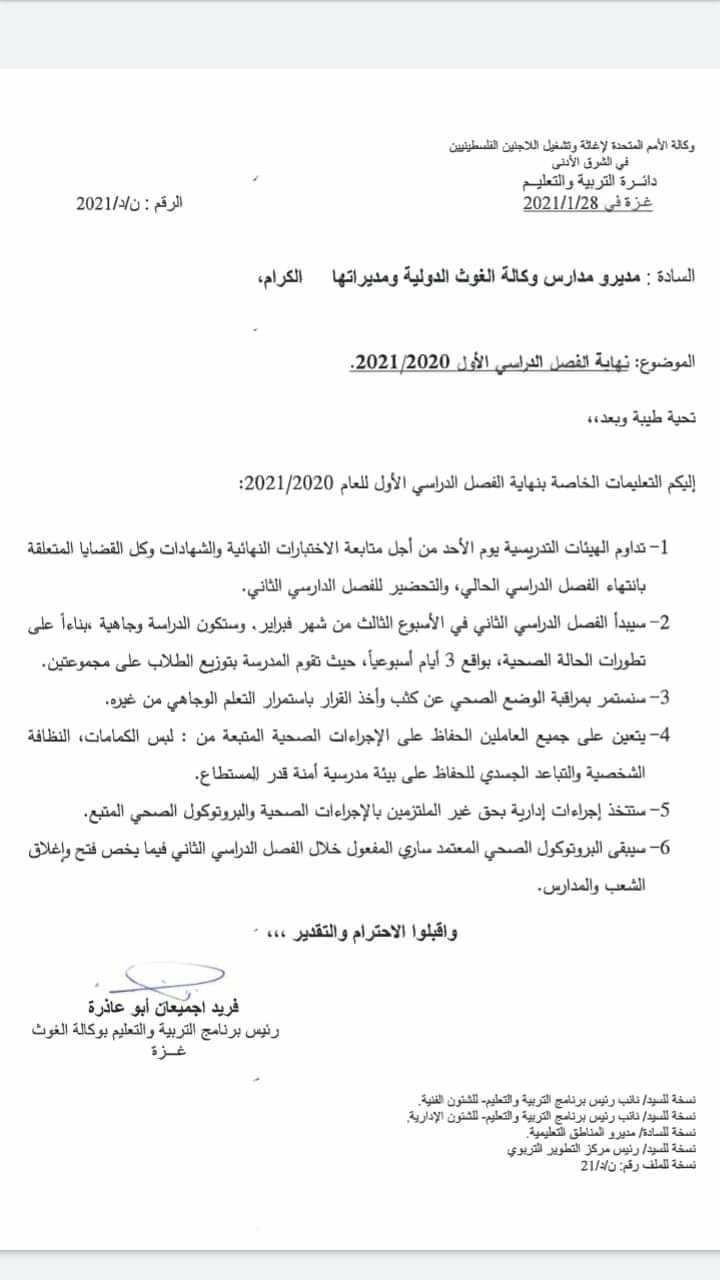 وكالة الأمم المتحدة لإغاثة وتشغيل اللاجئين الفلسطينيين
في الشرق الأدنى
دائـرة التربية والتعليـم
غـزة في 2021/1/28
الرقم : ن/د/2021
السادة : مديرو مدارس وكالة الغوث الدولية ومديراتها الكرام،
الموضوع: نهاية الفصل الدراسي الأول 2021/2020.
تحية طيبة وبعد،،
إليكم التعليمات الخاصة بنهاية الفصل الدراسي الأول للعام 2021/2020:
1– تداوم الهيئات التدريسية يوم الأحد من أجل متابعة الاختبارات النهائية والشهادات وكل القضايا المتعلقة
بانتهاء الفصل الدراسي الحالي، والتحضير للفصل الدارسي الثاني.
2– سيبدأ الفصل الدراسي الثاني في الأسبوع الثالث من شهر فبراير. وستكون الدراسة وجاهية ،بناءاً على
تطورات الحالة الصحية، بواقع 3 أيام أسبوعياً، حيث تقوم المدرسة بتوزيع الطلاب على مجموعتين.
3– سنستمر بمراقبة الوضع الصحي عن كثب وأخذ القرار باستمرار التعلم الوجاهي من غيره.
4– يتعين على جميع العاملين الحفاظ على الإجراءات الصحية المتبعة من : لبس الكمامات، النظافة
الشخصية والتباعد الجسدي للحفاظ على بيئة مدرسية أمنة قدر المستطاع.
5– ستتخذ إجراءات إدارية بحق غير الملتزمين بالإجراءات الصحية والبروتوكول الصحي المتبع.
6– سيبقى البروتوكول الصحي المعتمد ساري المفعول خلال الفصل الدراسي الثاني فيما يخص فتح وإغلاق
الشعب والمدارس.
واقبلوا الاحترام والتقدير ،،،
فريد اجميعان أبو عاذرة
رئيس برنامج التربية والتعليم بوكالة الغوث
غـــزة
نسخة للسيد/ نائب رئيس برنامج التربية والتعليم- للشئون الفنية.
نسخة للسيد/ نائب رئيس برنامج التربية والتعليم- للشئون الإدارية.
نسخة للسادة/ مديرو المناطق التعليمية.
نسخة للسيد/ رئيس مركز التطوير التربوي
نسخة للملف رقم: ن/د/21